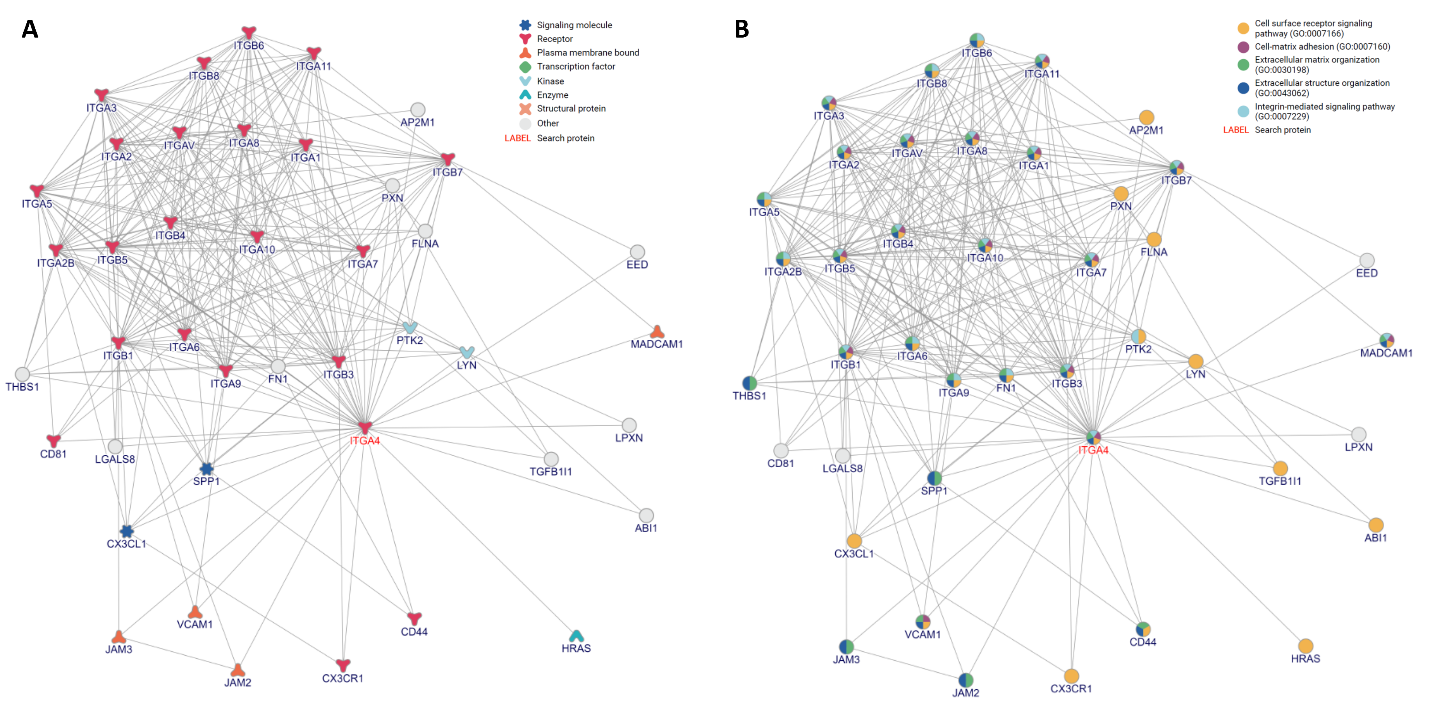 A
Signaling molecule
Receptor
Plasma membrane bound
Transcription factor
Kinase
Enzyme
Structural protein
Other
LABEL Search protein
ITGB6
ITGA11
ITGB8
ITGA3
AP2M1
ITGA2
ITGAV
ITGA8
ITGA1
ITGB7
ITGA5
PXN
ITGB4
ITGA10
FLNA
ITGA2B
ITGB5
ITGA7
EED
PTK2
MADCAM1
ITGB1
ITGA6
LYN
THBS1
ITGA9
FN1
ITGB3
ITGA4
LPXN
CD81
LGALS8
TGFB1I1
SPP1
ABI1
CX3CL1
VCAM1
CD44
JAM3
HRAS
JAM2
CX3CR1
B
Cell surface receptor signaling
pathway (GO:0007166)
Cell-matrix adhesion (GO:0007160)
Extracellular matrix organization
(GO:0030198)
Extracellular structure organization
(GO:0043062)
Integrin-mediated signaling pathway
(GO:0007229)
LABEL Search protein
ITGB6
ITGA11
ITGB8
ITGA3
AP2M1
ITGA2
ITGAV
ITGA8
ITGA1
ITGB7
ITGA5
PXN
ITGB4
ITGA10
FLNA
ITGA2B
ITGB5
ITGA7
EED
PTK2
MADCAM1
ITGB1
ITGA6
LYN
THBS1
ITGA9
FN1
ITGB3
ITGA4
LPXN
CD81
LGALS8
TGFB1I1
SPP1
ABI1
CX3CL1
VCAM1
CD44
JAM3
HRAS
JAM2
CX3CR1